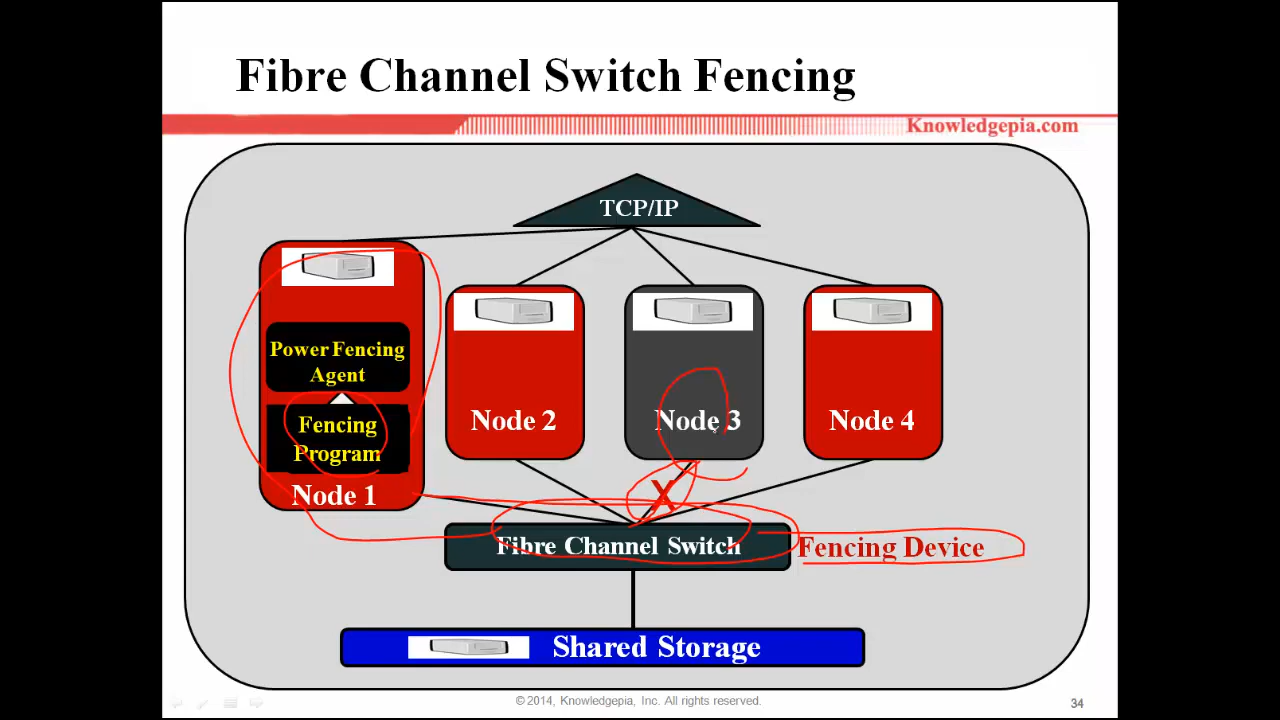 Fibre Channel Switch Fencing
Knowledgepia.com
TCP/IP
Power Fencing
Agent
Fencing
Program
Node 1
Node 2
Node 3
Node 4
X
Fibre Channel Switch
Fencing Device
Shared Storage
© 2014, Knowledgepia, Inc. All rights reserved.
34